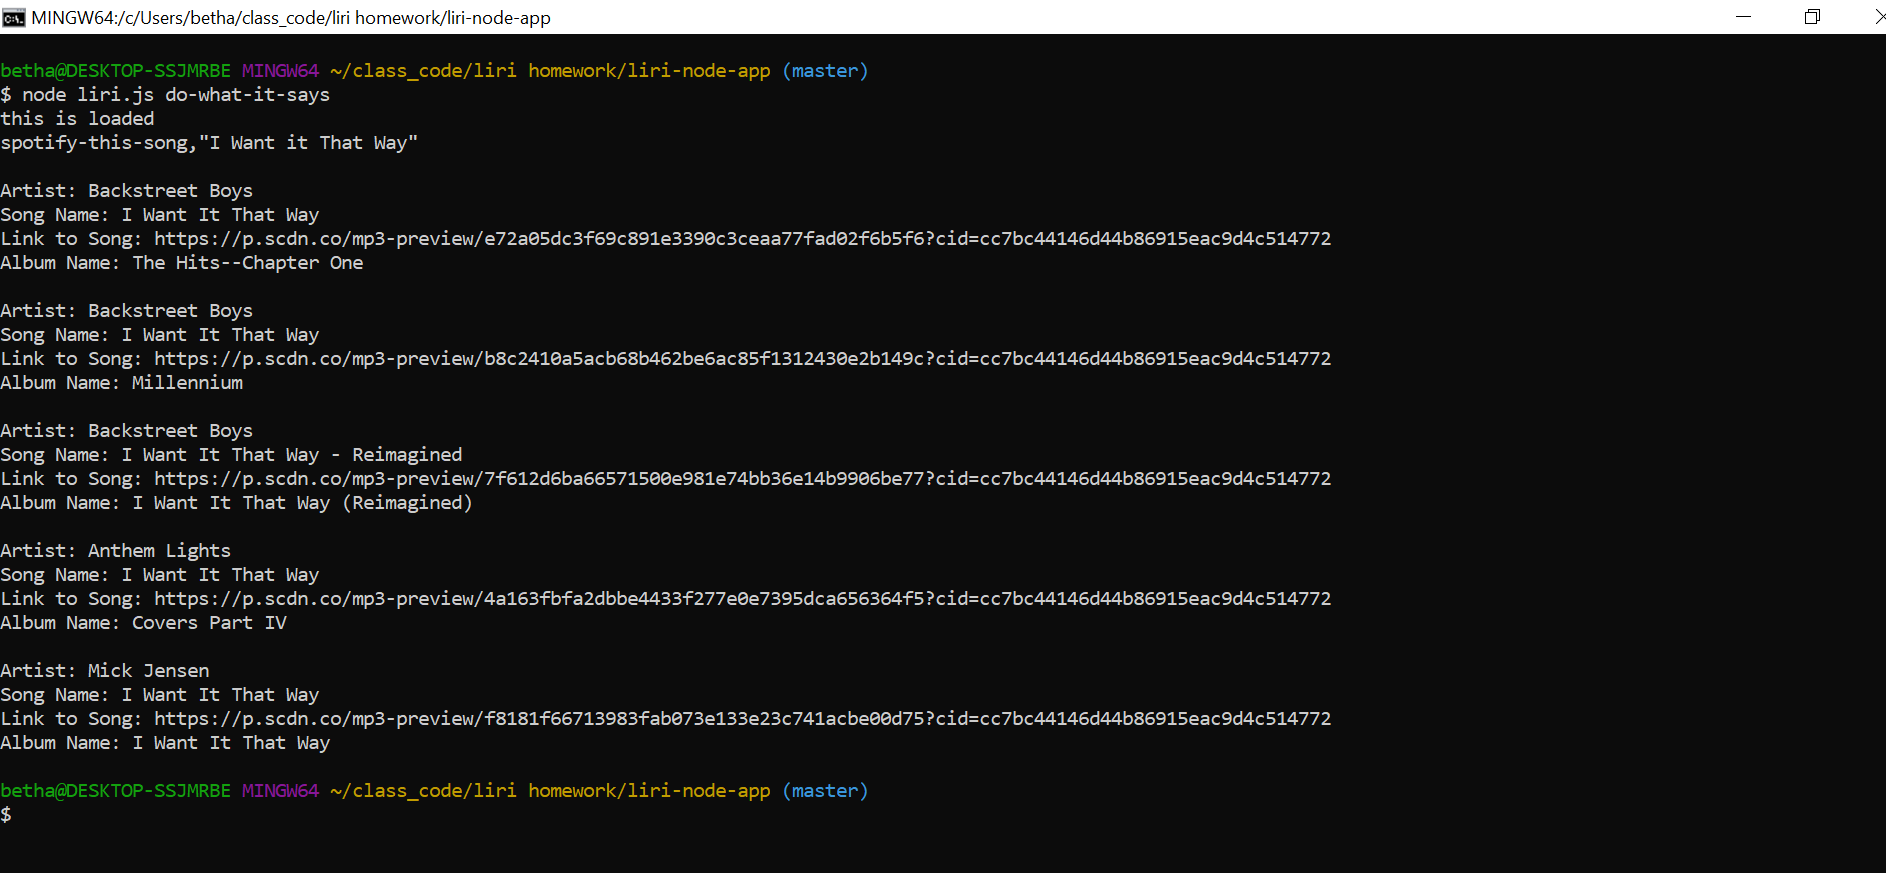 MINGW64:/c/Users/betha/class_code/liri homework/liri-node-app
betha@DESKTOP-SSJMRBE MINGW64 ~/class_code/liri homework/liri-node-app (master)
$ node liri.js do-what-it-says
this is loaded
spotify-this-song,"I Want it That Way"
Artist: Backstreet Boys
Song Name: I Want It That Way
Link to Song: https://p.scdn.co/mp3-preview/e72a05dc3f69c891e3390c3ceaa77fad02f6b5f6?cid=cc7bc44146d44b86915eac9d4c514772
Album Name: The Hits--Chapter One
Artist: Backstreet Boys
Song Name: I Want It That Way
Link to Song: https://p.scdn.co/mp3-preview/b8c2410a5acb68b462be6ac85f1312430e2b149c?cid=cc7bc44146d44b86915eac9d4c514772
Album Name: Millennium
Artist: Backstreet Boys
Song Name: I Want It That Way - Reimagined
Link to Song: https://p.scdn.co/mp3-preview/7f612d6ba66571500e981e74bb36e14b9906be77?cid=cc7bc44146d44b86915eac9d4c514772
Album Name: I Want It That Way (Reimagined)
Artist: Anthem Lights
Song Name: I Want It That Way
Link to Song: https://p.scdn.co/mp3-preview/4a163fbfa2dbbe4433f277e0e7395dca656364f5?cid=cc7bc44146d44b86915eac9d4c514772
Album Name: Covers Part IV
Artist: Mick Jensen
Song Name: I Want It That Way
Link to Song: https://p.scdn.co/mp3-preview/f8181f66713983fab073e133e23c741acbe00d75?cid=cc7bc44146d44b86915eac9d4c514772
Album Name: I Want It That Way
betha@DESKTOP-SSJMRBE MINGW64 ~/class_code/liri homework/liri-node-app (master)
$